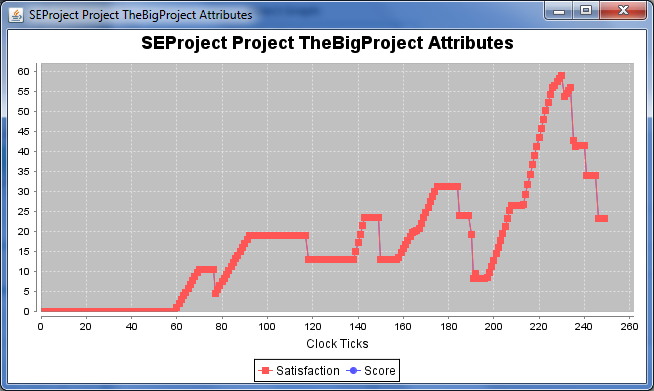 SEProject Project TheBigProject Attributes
SEProject Project TheBigProject Attributes
60
55
50
45
40
35
30
25
20
15
10
5
0
0 20 40 60 80 100 120 140 160 180 200 220 240 260
Clock Ticks
Satisfaction Score